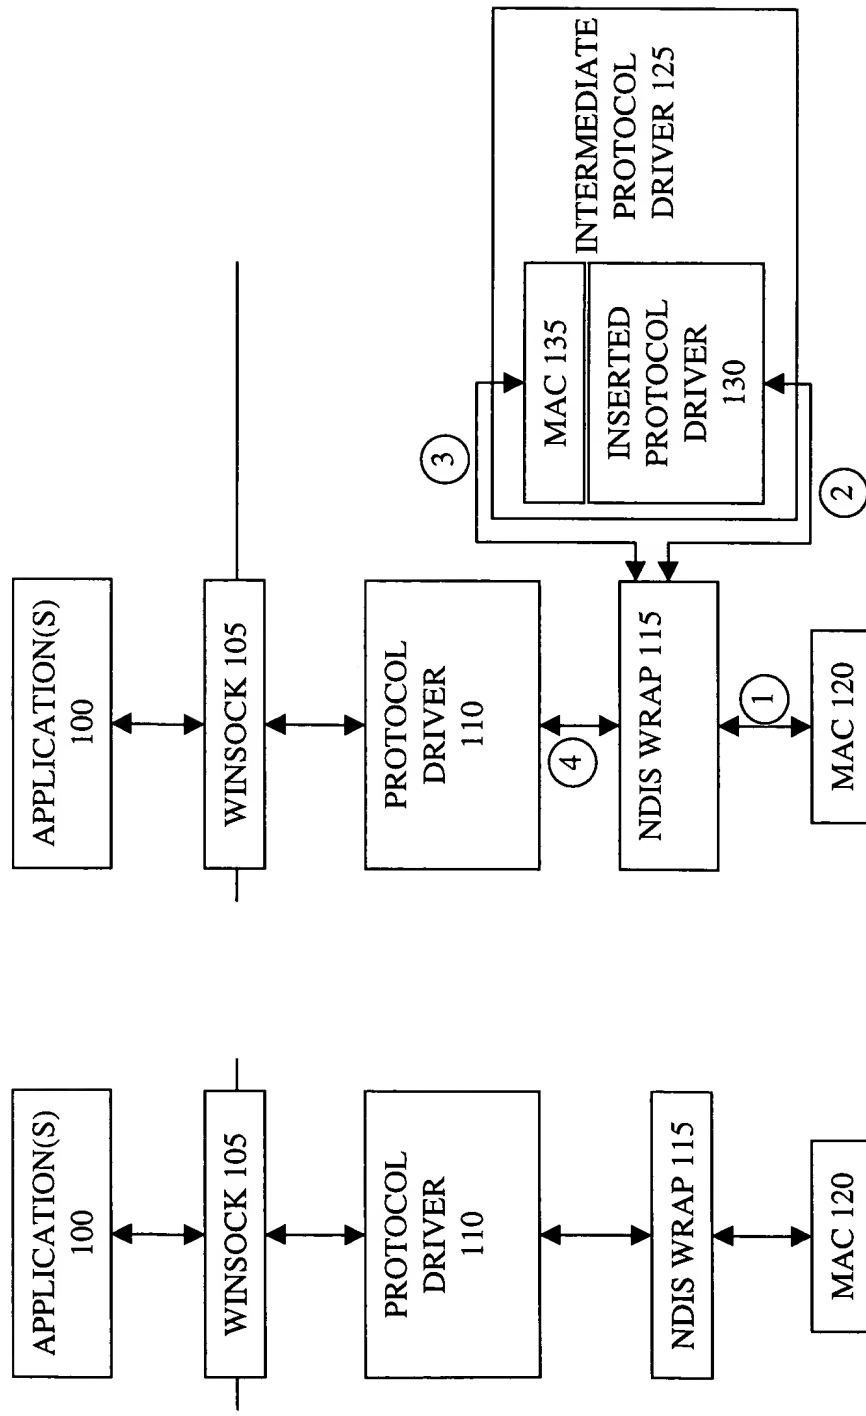 APPLICATION(S)
100
WINSOCK 105
PROTOCOL
DRIVER
110
NDIS WRAP 115
MAC 120
APPLICATION(S)
100
WINSOCK 105
PROTOCOL
DRIVER
110
4
NDIS WRAP 115
1
MAC 120
3
MAC 135
INSERTED
PROTOCOL
DRIVER
130
2
INTERMEDIATE
PROTOCOL
DRIVER 125